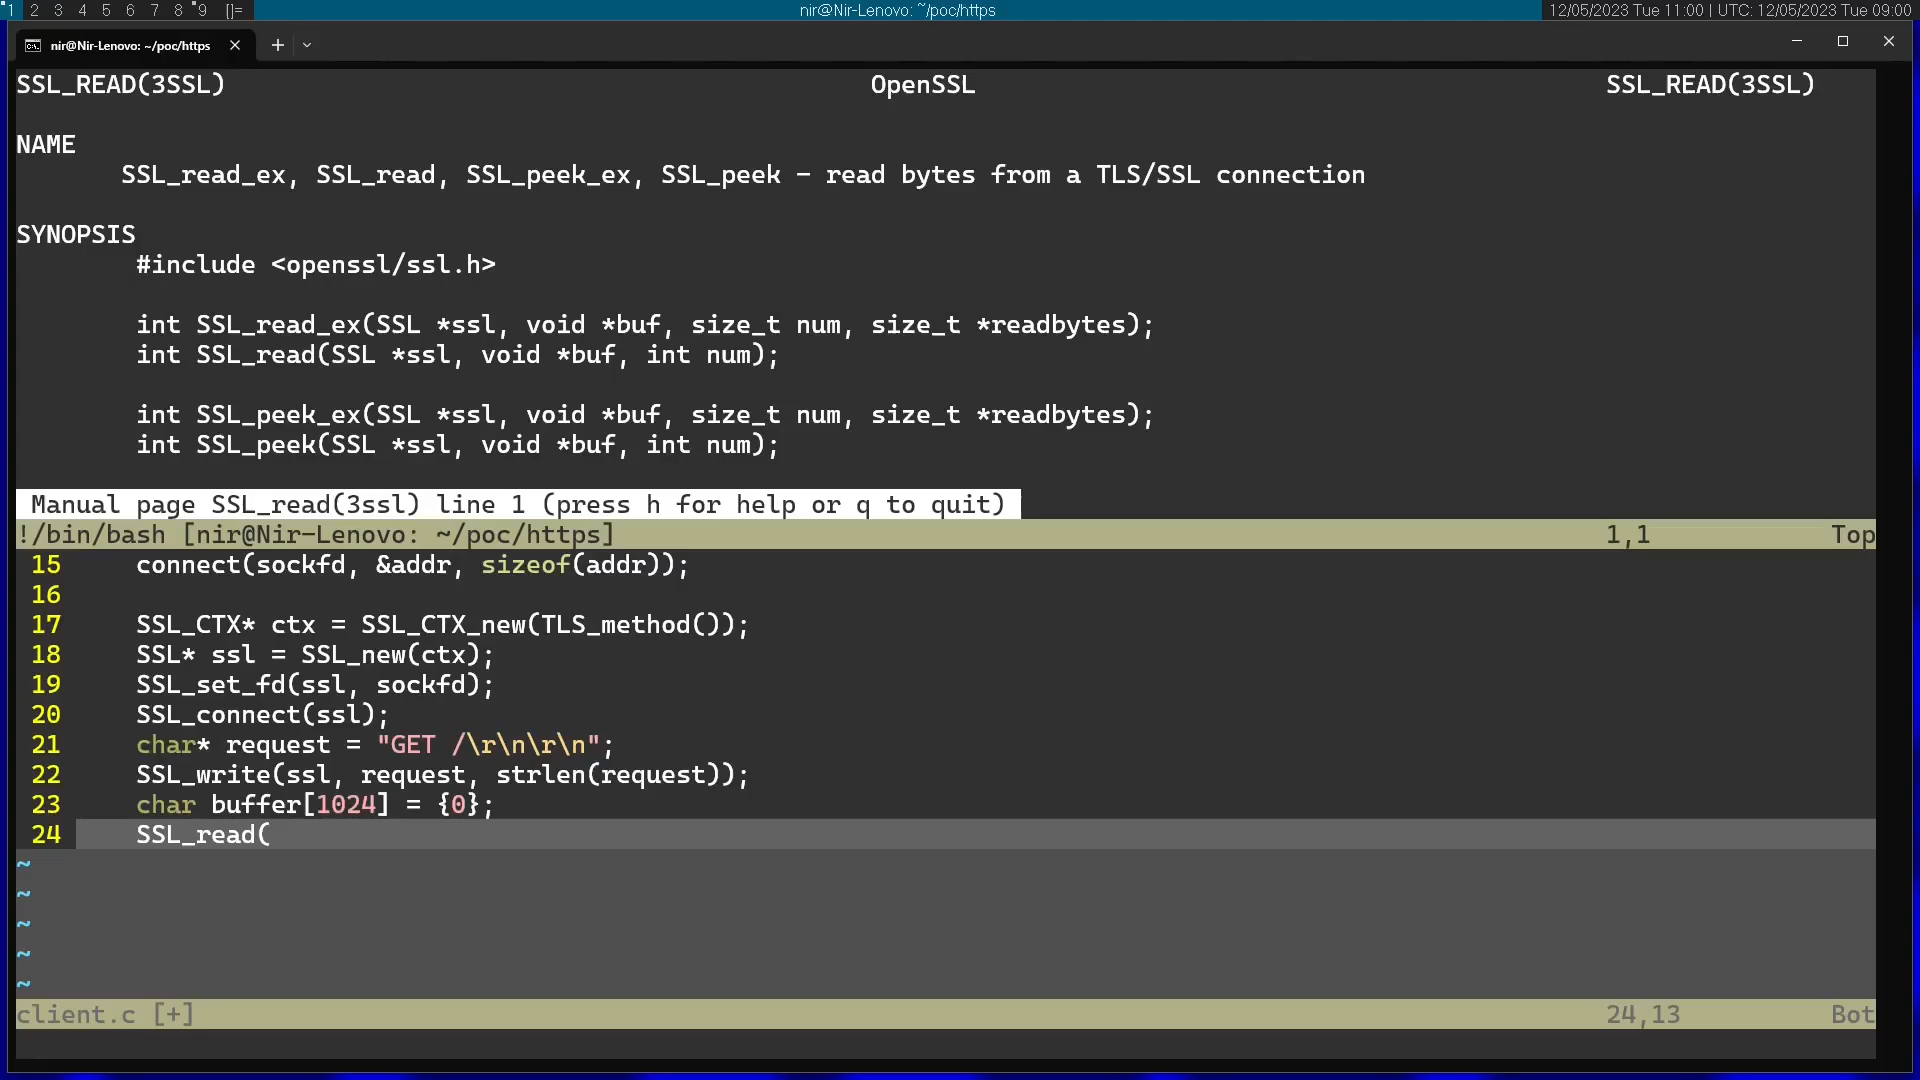 1 2 3 4 5 6 7 8 9 []= nir@Nir-Lenovo: ~/poc/https 12/05/2023 Tue 11:00 | UTC: 12/05/2023 Tue 09:00
nir@Nir-Lenovo: ~/poc/https
SSL_READ(3SSL) OpenSSL SSL_READ(3SSL)
NAME
SSL_read_ex, SSL_read, SSL_peek_ex, SSL_peek - read bytes from a TLS/SSL connection
SYNOPSIS
#include <openssl/ssl.h>
int SSL_read_ex(SSL *ssl, void *buf, size_t num, size_t *readbytes);
int SSL_read(SSL *ssl, void *buf, int num);
int SSL_peek_ex(SSL *ssl, void *buf, size_t num, size_t *readbytes);
int SSL_peek(SSL *ssl, void *buf, int num);
Manual page SSL_read(3ssl) line 1 (press h for help or q to quit)
!/bin/bash [nir@Nir-Lenovo: ~/poc/https] 1,1 Top
15 connect(sockfd, &addr, sizeof(addr));
16
17 SSL_CTX* ctx = SSL_CTX_new(TLS_method());
18 SSL* ssl = SSL_new(ctx);
19 SSL_set_fd(ssl, sockfd);
20 SSL_connect(ssl);
21 char* request = "GET /\r\n\r\n";
22 SSL_write(ssl, request, strlen(request));
23 char buffer[1024] = {0};
24 SSL_read(
~
~
~
~
~
client.c [+] 24,13 Bot